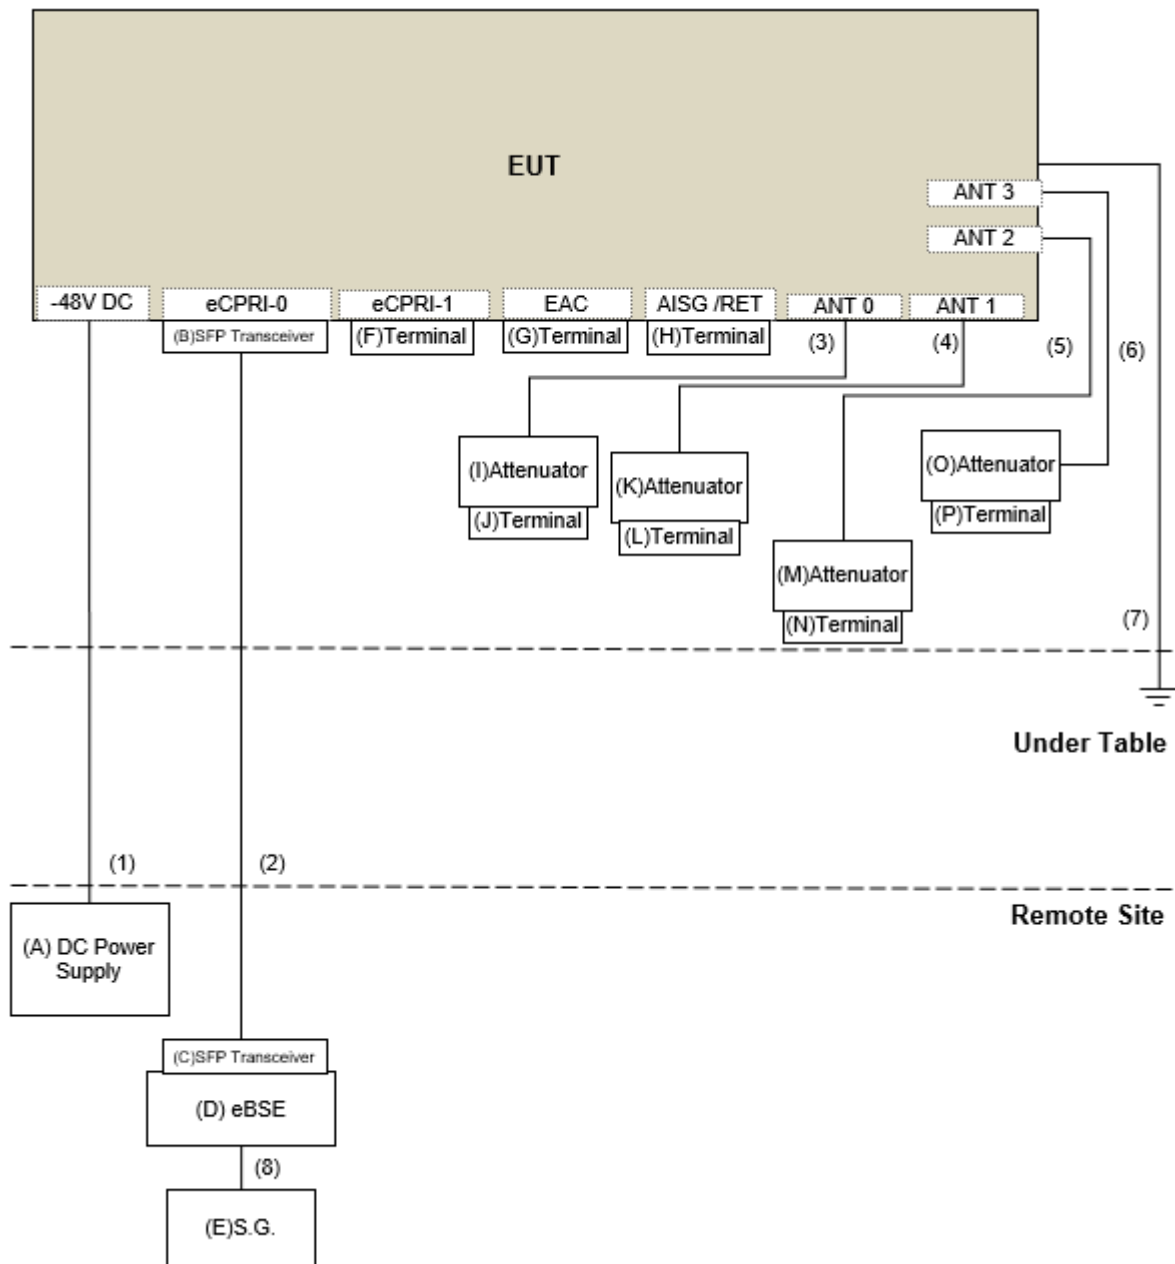 EUT
ANT 3
ANT 2
-48V DC
eCPRI-0
eCPRI-1
EAC
AISG /RET
ANT 0
ANT 1
(B)SFP Transceiver
(F)Terminal
(G)Terminal
(H)Terminal
(3)
(4)
(5)
(6)
(I)Attenuator
(J)Terminal
(K)Attenuator
(L)Terminal
(O)Attenuator
(P)Terminal
(M)Attenuator
(N)Terminal
(7)
Under Table
(1)
(2)
Remote Site
(A) DC Power
Supply
(C)SFP Transceiver
(D) eBSE
(8)
(E)S.G.